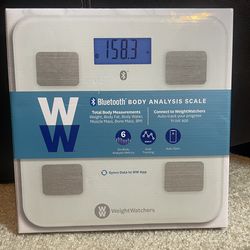 158.3
Bluetooth® BODY ANALYSIS SCALE
Total Body Measurements
Weight, Body Fat, Body Water,
Muscle Mass, Bone Mass, BMI
Connect to WeightWatchers
Auto-track your progress
in our app
W
W
6
Syncs Data to WW App
WeightWatchers